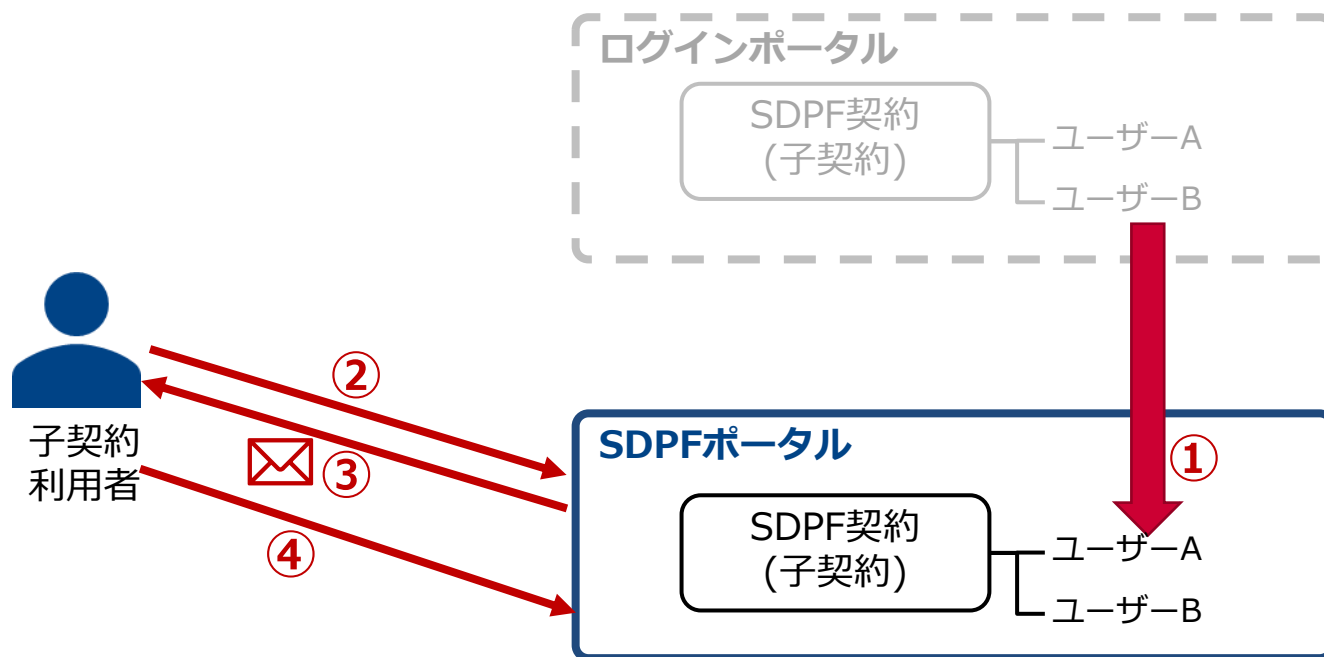 ログインポータル
SDPF契約
(子契約)
ユーザーA
ユーザーB
②
③
④
子契約
利用者
SDPFポータル
①
SDPF契約
(子契約)
ユーザーA
ユーザーB